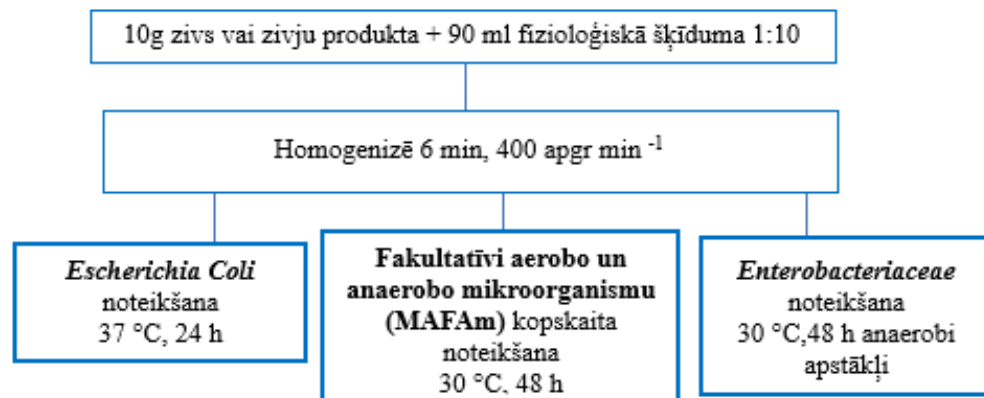 10g zivs vai zivju produkta + 90 ml fizioloģiskā šķīduma 1:10
Homogenizē 6 min, 400 apgr min -1
Escherichia Coli
noteikšana
37 °C, 24 h
Fakultatīvi aerobo un
anaerobo mikroorganismu
(MAFAm) kopskaita
noteikšana
30 °C, 48 h
Enterobacteriaceae
noteikšana
30 °C,48 h anaerobi
apstākļi